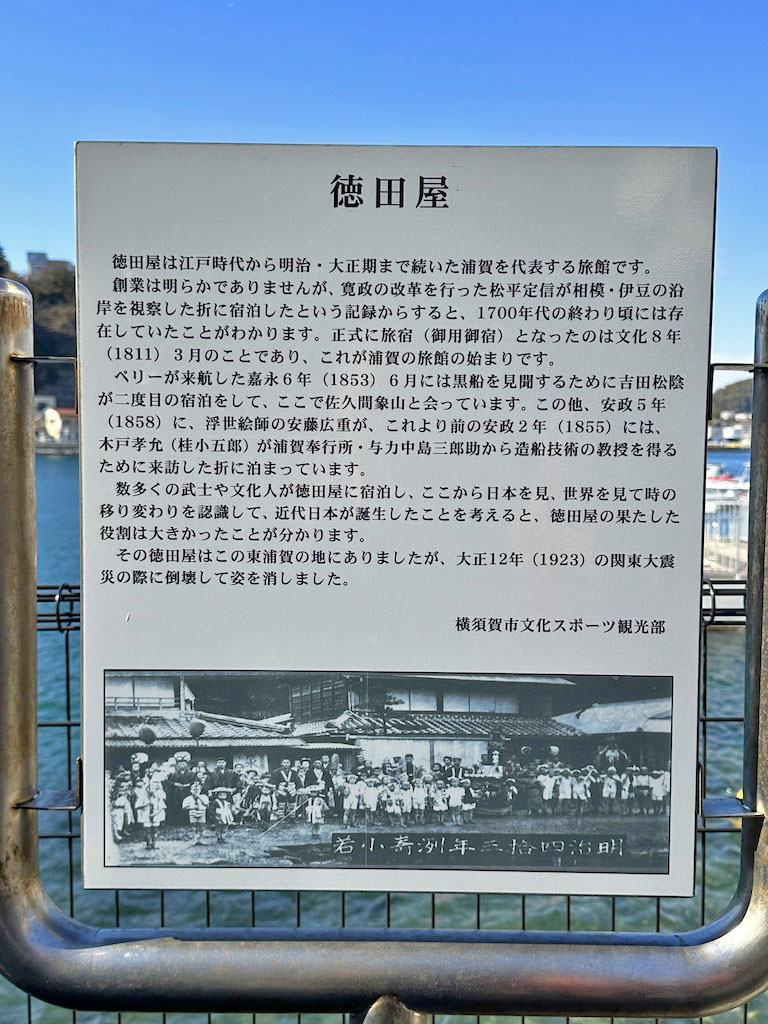 徳田屋
徳田屋は江戸時代から明治・大正期まで続いた浦賀を代表する旅館です。
創業は明らかでありませんが、寛政の改革を行った松平定信が相模・伊豆の沿
岸を視察した折に宿泊したという記録からすると、1700年代の終わり頃には存
在していたことがわかります。正式に旅宿（御用御宿）となったのは文化8年
（1811）3月のことであり、これが浦賀の旅館の始まりです。
ペリーが来航した嘉永6年（1853）6月には黒船を見聞するために吉田松陰
が二度目の宿泊をして、ここで佐久間象山と会っています。この他、安政5年
（1858）に、浮世絵師の安藤広重が、これより前の安政2年（1855）には、
木戸孝允（桂小五郎）が浦賀奉行所・与力中島三郎助から造船技術の教授を得る
ために来訪した折に泊まっています。
数多くの武士や文化人が徳田屋に宿泊し、ここから日本を見、世界を見て時の
移り変わりを認識して、近代日本が誕生したことを考えると、徳田屋の果たした
役割は大きかったことが分かります。
その徳田屋はこの東浦賀の地にありましたが、大正12年（1923）の関東大震
災の際に倒壊して姿を消しました。
横須賀市文化スポーツ観光部
若小寿洌年三拾四治明